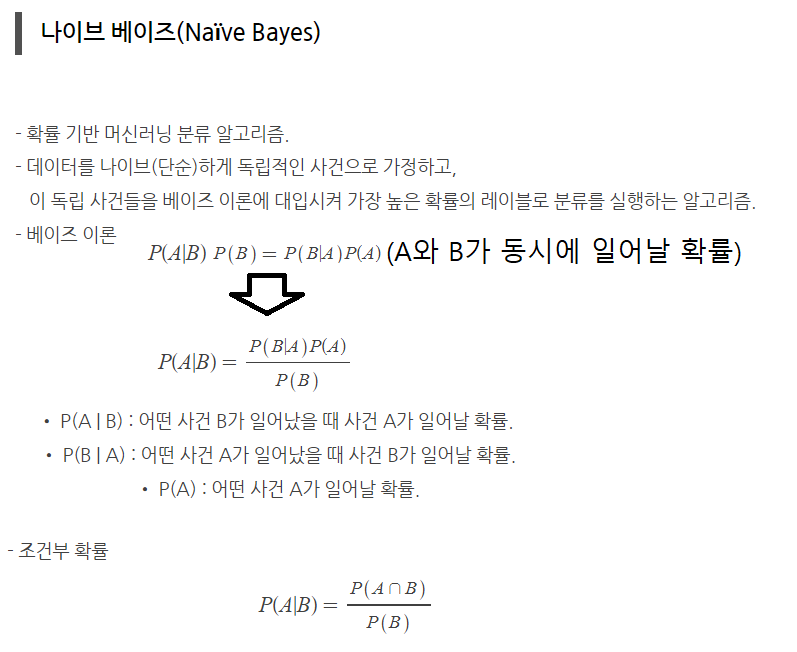 나이브 베이즈(Naïve Bayes)
- 확률 기반 머신러닝 분류 알고리즘.
- 데이터를 나이브(단순)하게 독립적인 사건으로 가정하고,
이 독립 사건들을 베이즈 이론에 대입시켜 가장 높은 확률의 레이블로 분류를 실행하는 알고리즘.
- 베이즈 이론
P(A|B) P(B) = P(B|A)P(A) (A와 B가 동시에 일어날 확률)
P(A|B) = P(B|A)P(A) / P(B)
• P(A | B) : 어떤 사건 B가 일어났을 때 사건 A가 일어날 확률.
• P(B | A) : 어떤 사건 A가 일어났을 때 사건 B가 일어날 확률.
• P(A) : 어떤 사건 A가 일어날 확률.
- 조건부 확률
P(A|B) = P(A∩B) / P(B)